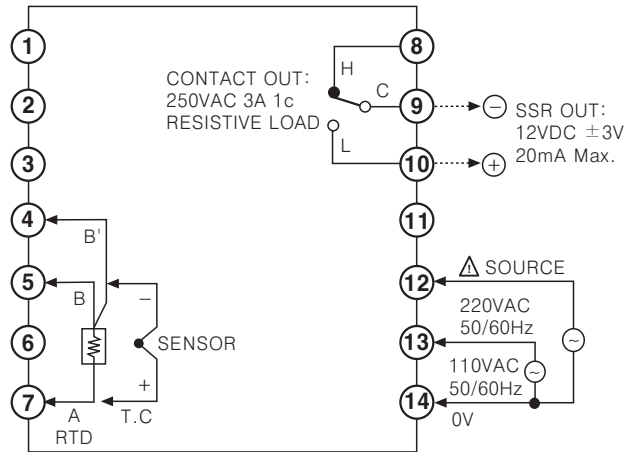 1
2
3
4
5
6
7
8
9
10
11
12
13
14
CONTACT OUT:
250VAC 3A 1c
RESISTIVE LOAD
H
C
L
SSR OUT:
12VDC ±3V
20mA Max.
−
+
B'
B
A
RTD
−
+
T.C
SENSOR
⚠ SOURCE
220VAC
50/60Hz
~
110VAC
50/60Hz
~
0V